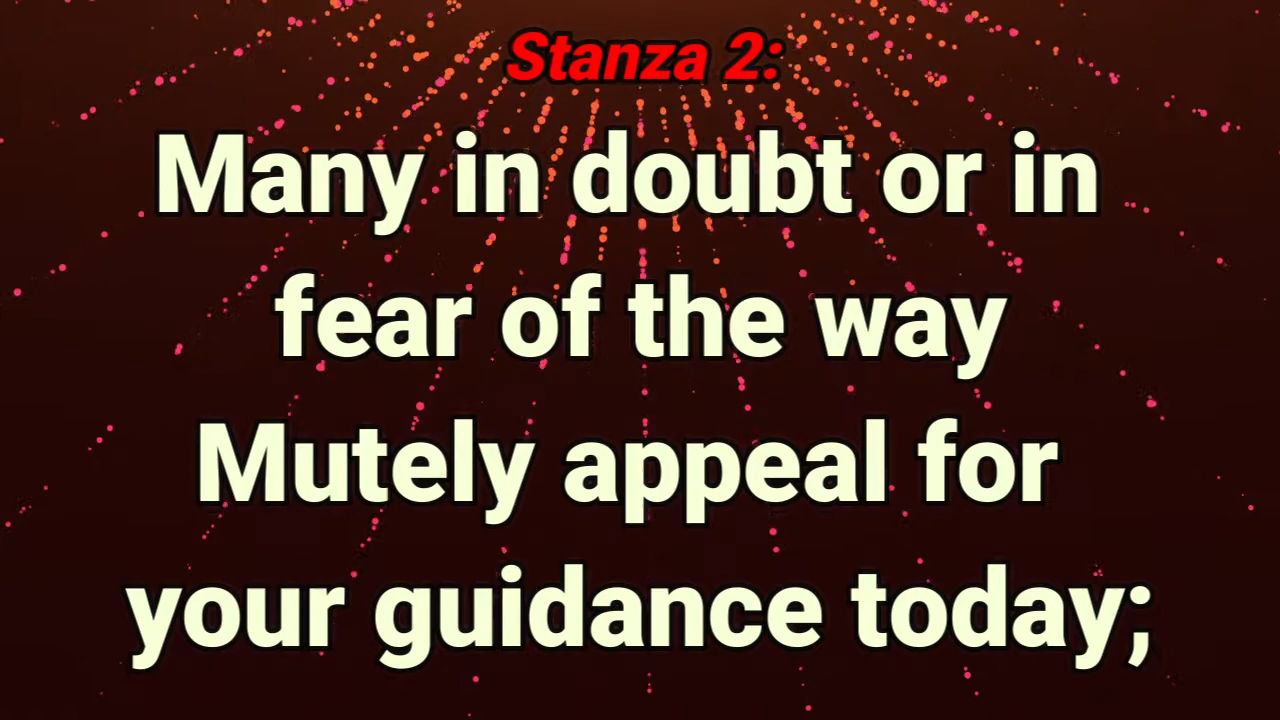 Stanza 2:
Many in doubt or in
fear of the way
Mutely appeal for
your guidance today;